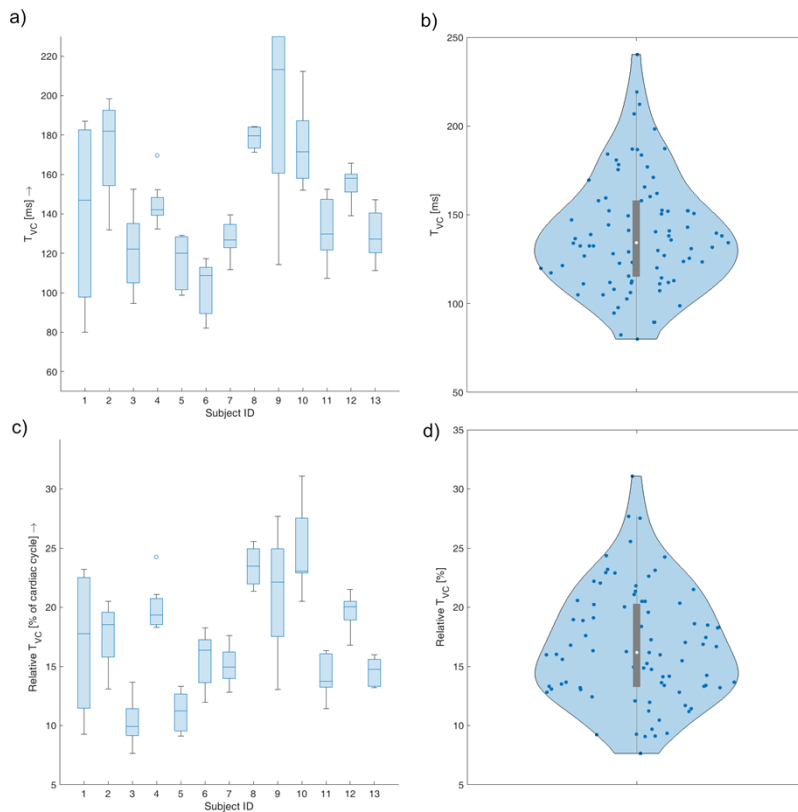 a)
220
200
180
160
140
120
100
80
60
T_VC [ms] →
1 2 3 4 5 6 7 8 9 10 11 12 13
Subject ID
b)
250
200
150
100
50
T_VC [ms]
c)
30
25
20
15
10
5
Relative T_VC [% of cardiac cycle] →
1 2 3 4 5 6 7 8 9 10 11 12 13
Subject ID
d)
35
30
25
20
15
10
5
Relative T_VC [%]